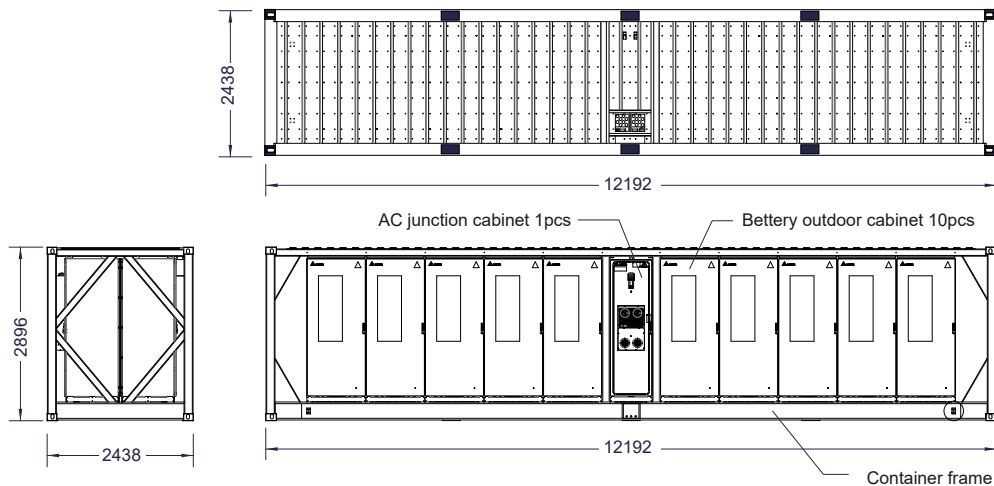 2438
12192
AC junction cabinet 1pcs
Bettery outdoor cabinet 10pcs
2896
2438
12192
Container frame